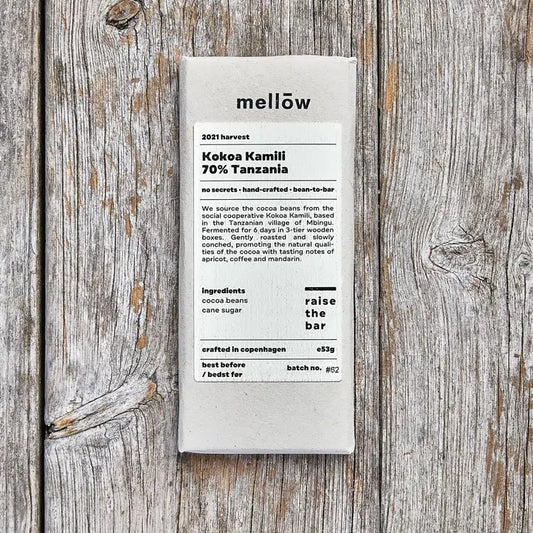 mellōw
2021 harvest
Kokoa Kamili
70% Tanzania
no secrets • hand-crafted • bean-to-bar
We source the cocoa beans from the
social cooperative Kokoa Kamili, based
in the Tanzanian village of Mbingu.
Fermented for 6 days in 3-tier wooden
boxes. Gently roasted and slowly
conched, promoting the natural quali-
ties of the cocoa with tasting notes of
apricot, coffee and mandarin.
ingredients
cocoa beans
cane sugar
raise
the
bar
crafted in copenhagen e53g
best before
/ bedst før
batch no. #62